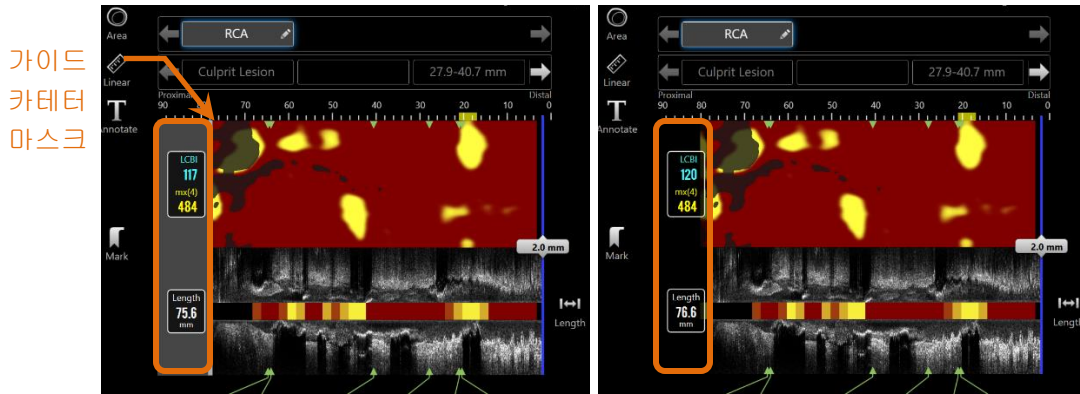 가이드
카테터
마스크
Area
RCA
Linear
Culprit Lesion
27.9-40.7 mm
Proximal
Distal
90 80 70 60 50 40 30 20 10 0
Annotate
LCBI
117
mx(4)
484
Mark
2.0 mm
Length
75.6
mm
Length
Area
RCA
Linear
Culprit Lesion
27.9-40.7 mm
Proximal
Distal
90 80 70 60 50 40 30 20 10 0
Annotate
LCBI
120
mx(4)
484
Mark
2.0 mm
Length
76.6
mm
Length